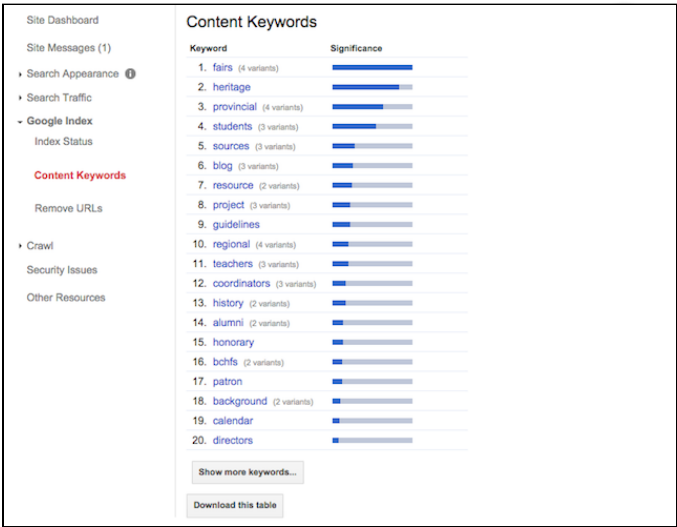 Site Dashboard
Site Messages (1)
Search Appearance
Search Traffic
Google Index
Index Status
Content Keywords
Remove URLs
Crawl
Security Issues
Other Resources
Content Keywords
Keyword Significance
1. fairs (4 variants)
2. heritage
3. provincial (4 variants)
4. students (3 variants)
5. sources (3 variants)
6. blog (3 variants)
7. resource (2 variants)
8. project (3 variants)
9. guidelines
10. regional (4 variants)
11. teachers (3 variants)
12. coordinators (3 variants)
13. history (2 variants)
14. alumni (2 variants)
15. honorary
16. bchfs (2 variants)
17. patron
18. background (2 variants)
19. calendar
20. directors
Show more keywords...
Download this table